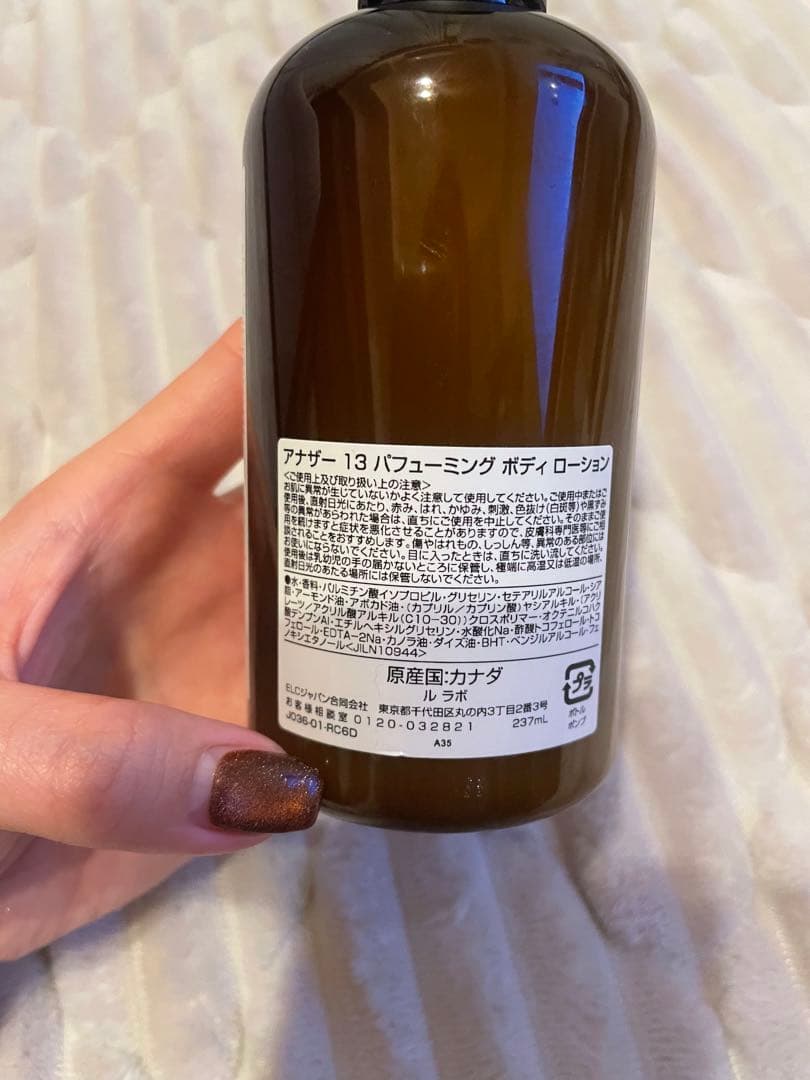 アナザー 13 パフューミング ボディ ローション
<ご使用上及び取り扱い上の注意>
お肌に異常が生じていないかよく注意して使用してください。ご使用中またはご
使用後、直射日光にあたり、赤み、はれ、かゆみ、刺激、色抜け(白斑等)や黒ずみ
等の異常があらわれた場合は、直ちにご使用を中止してください。そのままご使
用を続けますと症状を悪化させることがありますので、皮膚科専門医等にご相
談されることをおすすめします。傷やはれもの、しっしん等、異常のある部位には
お使いにならないでください。目に入ったときは、直ちに洗い流してください。
使用後は乳幼児の手の届かないところに保管し、極端に高温又は低温の場所、
直射日光のあたる場所には保管しないでください。
●水・香料・パルミチン酸イソプロピル・グリセリン・セテアリルアルコール・シア
脂・アーモンド油・アボカド油・(カプリル/カプリン酸)ヤシアルキル・(アクリ
レーツ/アクリル酸アルキル(C10-30))クロスポリマー・オクテニルコハク
酸デンプンAl・エチルヘキシルグリセリン・水酸化Na・酢酸トコフェロール・トコ
フェロール・EDTA-2Na・カノラ油・ダイズ油・BHT・ベンジルアルコール・フェ
ノキシエタノール<JILN10944>
原産国:カナダ
ル ラボ
ELCジャパン合同会社 東京都千代田区丸の内3丁目2番3号
お客様相談室 0120-032821 237mL
J036-01-RC6D
A35
プラ
ボトル
ポンプ